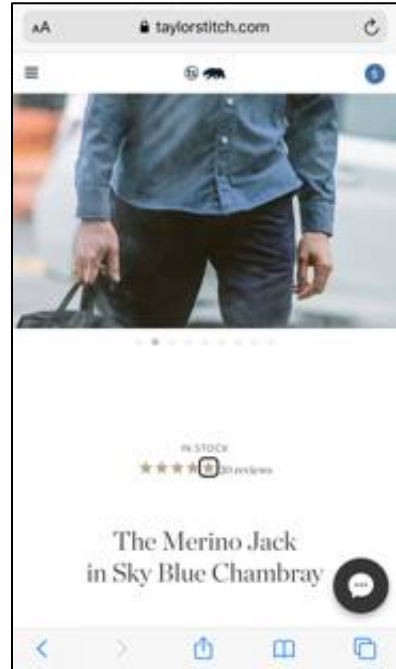 AA taylorstitch.com
IN STOCK
reviews
The Merino Jack
in Sky Blue Chambray